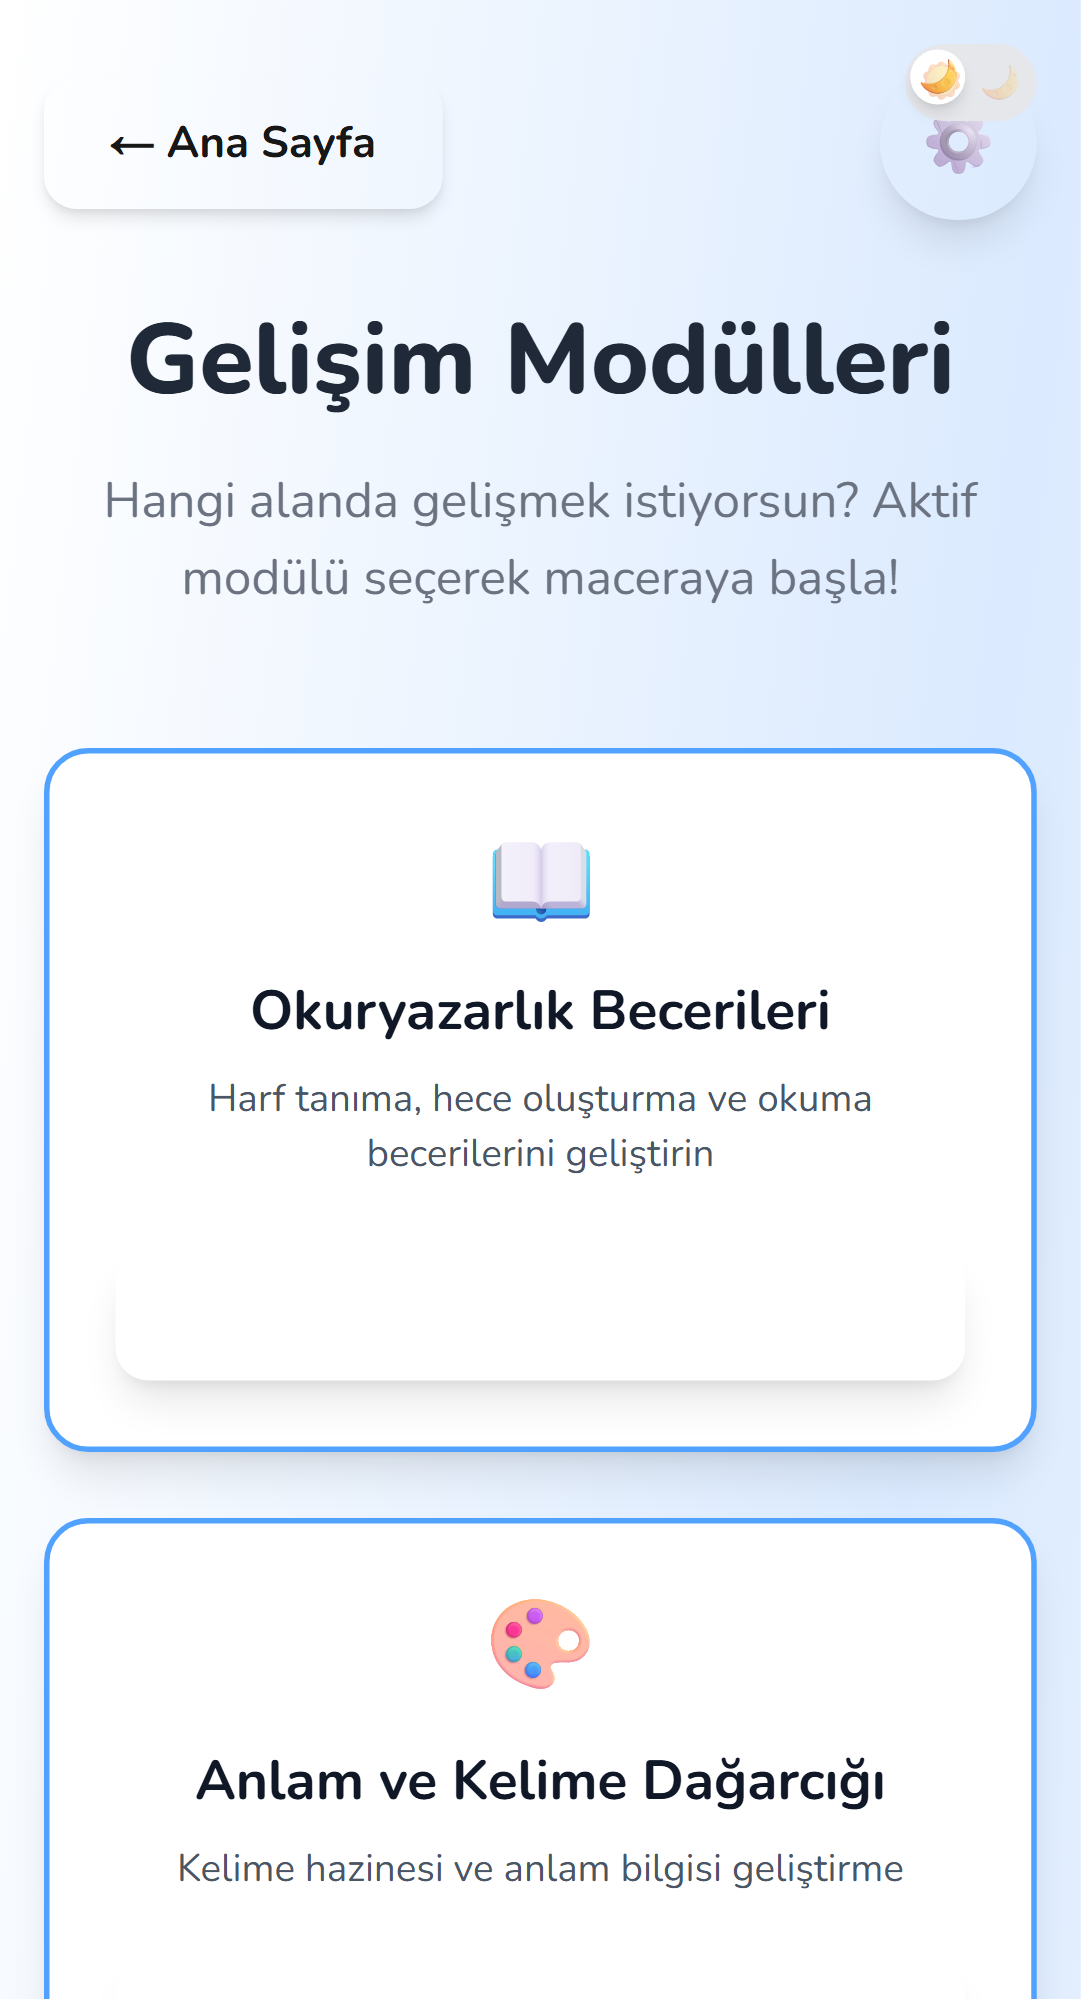 ← Ana Sayfa
Gelişim Modülleri
Hangi alanda gelişmek istiyorsun? Aktif
modülü seçerek maceraya başla!
Okuryazarlık Becerileri
Harf tanıma, hece oluşturma ve okuma
becerilerini geliştirin
Anlam ve Kelime Dağarcığı
Kelime hazinesi ve anlam bilgisi geliştirme